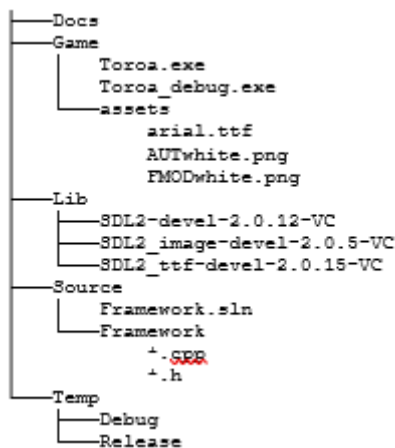 Docs
Game
Toroa.exe
Toroa_debug.exe
assets
arial.ttf
AUTwhite.png
FMODwhite.png
Lib
SDL2-devel-2.0.12-VC
SDL2_image-devel-2.0.5-VC
SDL2_ttf-devel-2.0.15-VC
Source
Framework.sln
Framework
*.cpp
*.h
Temp
Debug
Release